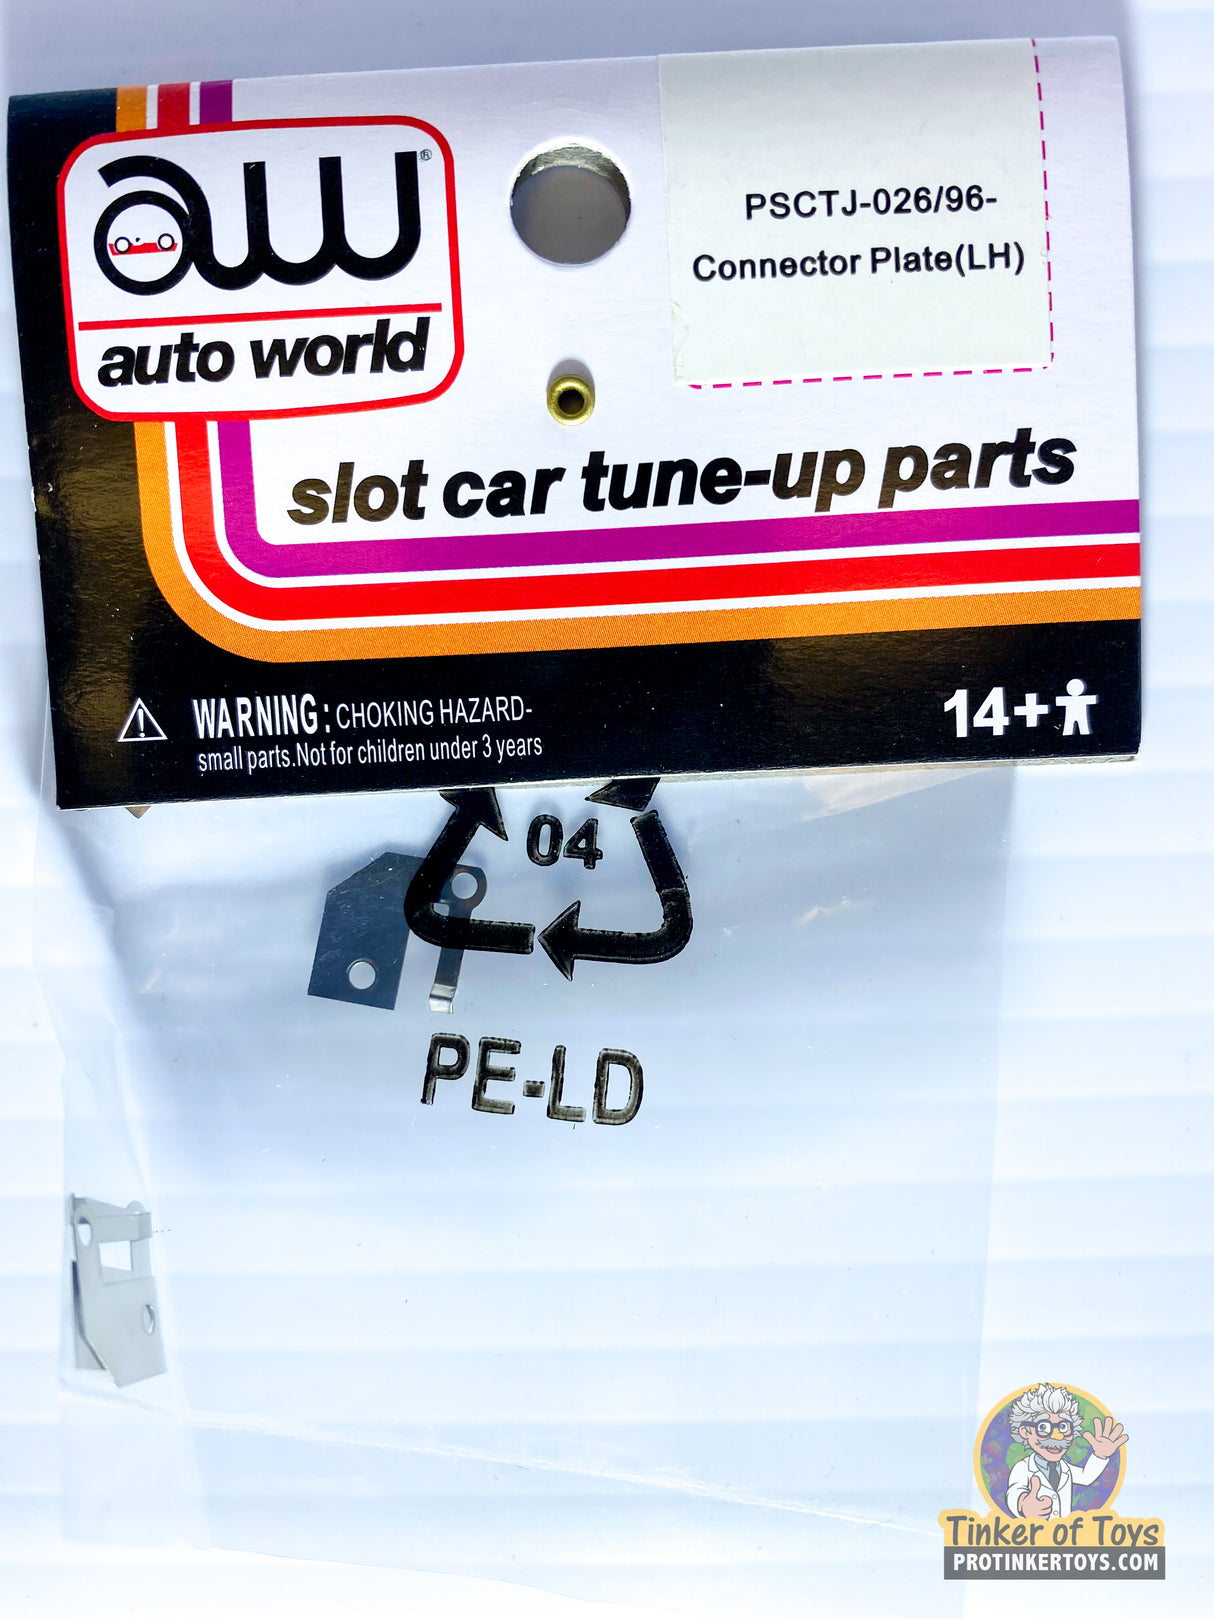 aw®
auto world
PSCTJ-026/96-
Connector Plate(LH)
slot car tune-up parts
WARNING: CHOKING HAZARD-
small parts.Not for children under 3 years
14+
04
PE-LD
Tinker of Toys
PROTINKERTOYS.COM